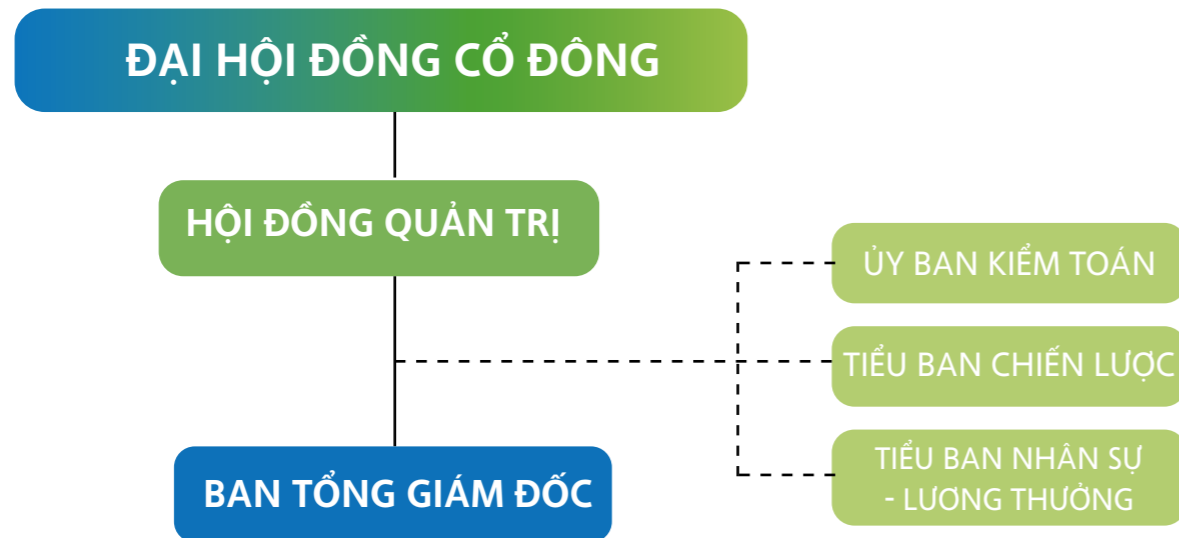 ĐẠI HỘI ĐỒNG CỔ ĐÔNG
HỘI ĐỒNG QUẢN TRỊ
ỦY BAN KIỂM TOÁN
TIỂU BAN CHIẾN LƯỢC
TIỂU BAN NHÂN SỰ
- LƯƠNG THƯỞNG
BAN TỔNG GIÁM ĐỐC